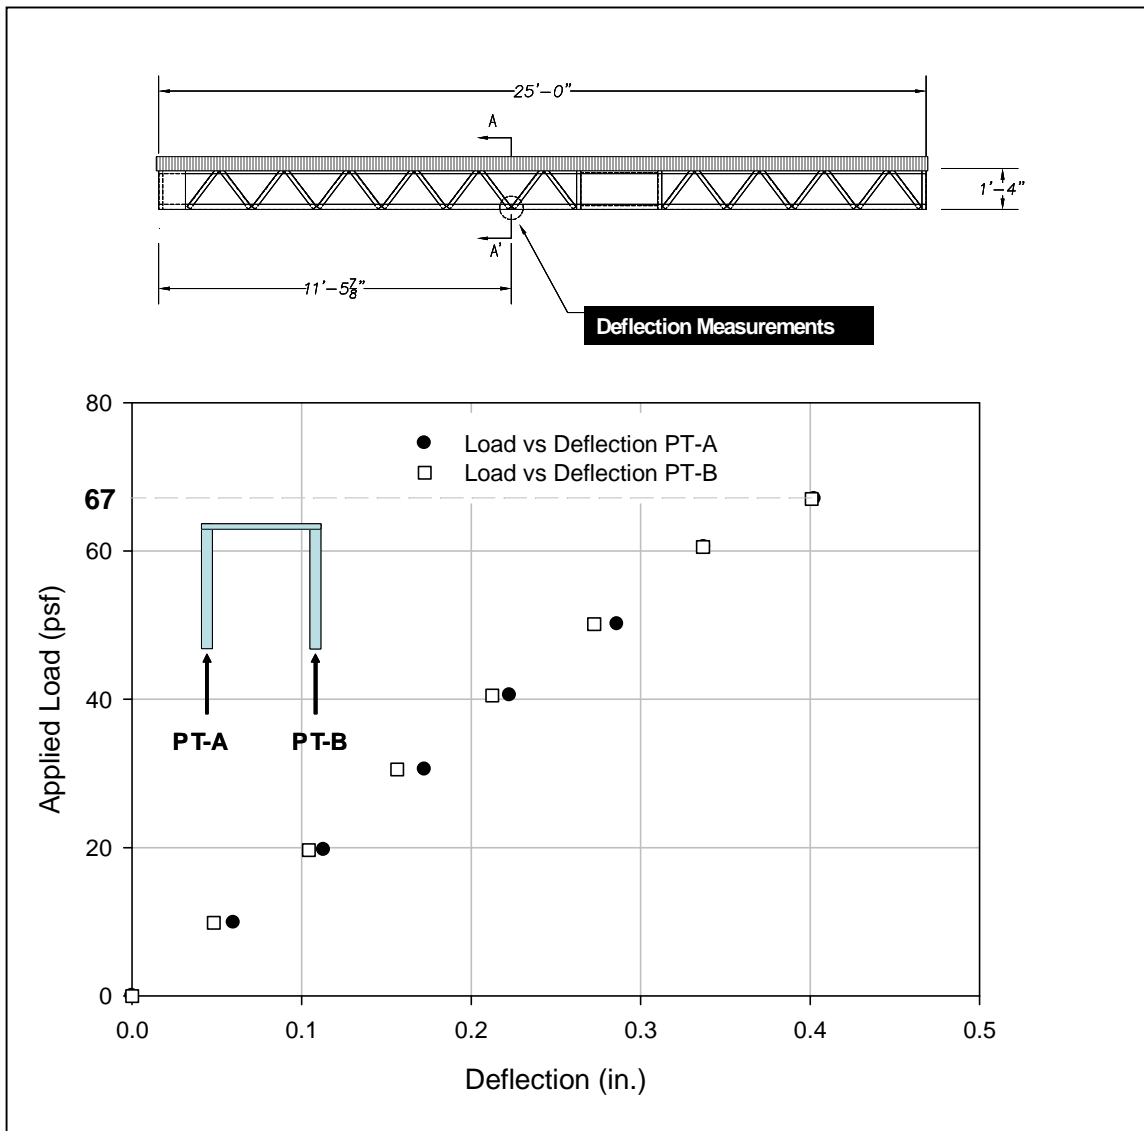 25'-0"
A
1'-4"
A'
11'-5⅞"
Deflection Measurements
80
Load vs Deflection PT-A
Load vs Deflection PT-B
67
60
Applied Load (psf)
PT-A PT-B
40
20
0
0.0 0.1 0.2 0.3 0.4 0.5
Deflection (in.)